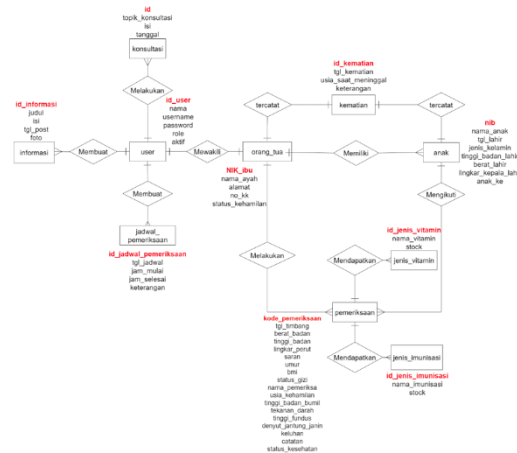 id
topik_konsultasi
isi
tanggal
konsultasi
Melakukan
id_informasi
judul
isi
tgl_post
foto
informasi
Membuat
id_user
nama
username
password
role
aktif
user
Mewakili
orang_tua
NIK_ibu
nama_ayah
alamat
no_kk
status_kehamilan
Membuat
jadwal_
pemeriksaan
id_jadwal_pemeriksaan
tgl_jadwal
jam_mulai
jam_selesai
keterangan
id_kematian
tgl_kematian
usia_saat_meninggal
keterangan
kematian
tercatat
tercatat
Memiliki
nib
nama_anak
tgl_lahir
jenis_kelamin
tinggi_badan_lahi
berat_lahir
lingkar_kepala_lah
anak_ke
anak
Mengikuti
Melakukan
id_jenis_vitamin
nama_vitamin
stock
Mendapatkan
jenis_vitamin
pemeriksaan
Mendapatkan
jenis_imunisasi
id_jenis_imunisasi
nama_imunisasi
stock
kode_pemeriksaan
tgl_timbang
berat_badan
tinggi_badan
lingkar_perut
saran
umur
bmi
status_gizi
nama_pemeriksa
usia_kehamilan
tinggi_badan_bumil
tekanan_darah
tinggi_fundus
denyut_jantung_janin
keluhan
catatan
status_kesehatan